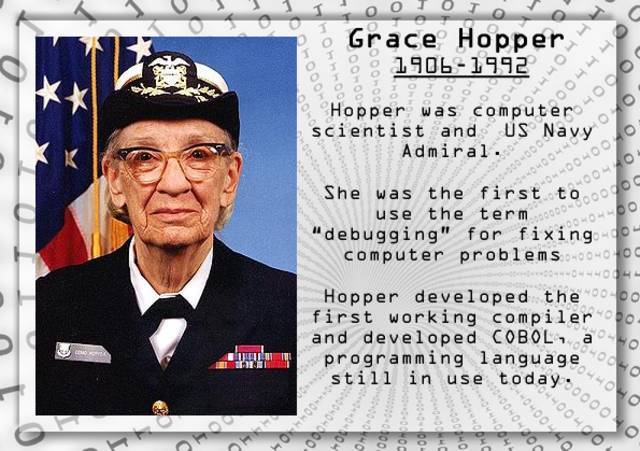 Grace Hopper
1906-1992
Hopper was computer
scientist and US Navy
Admiral.
She was the first to
use the term
“debugging” for fixing
computer problems
Hopper developed the
first working compiler
and developed COBOL, a
programming language
still in use today.